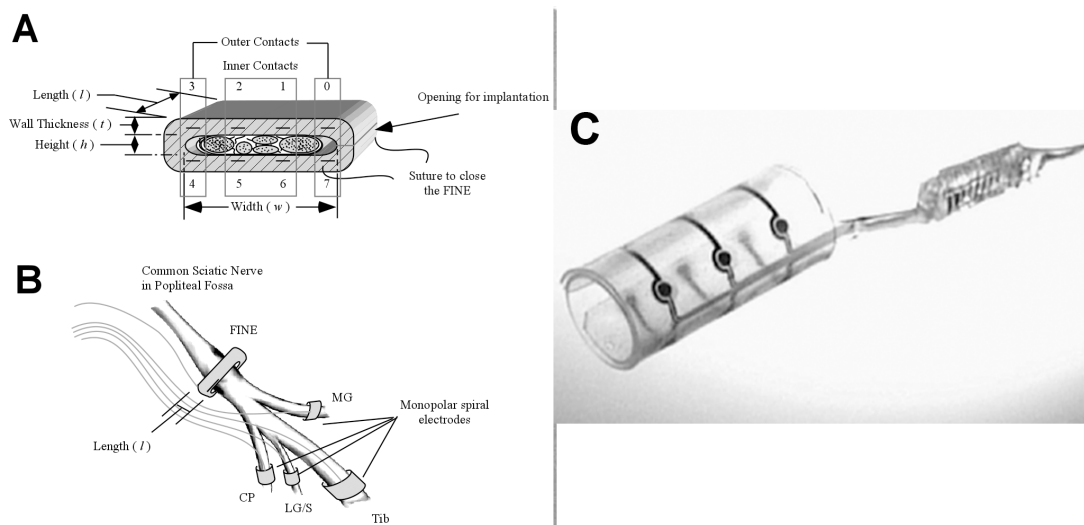 A
Outer Contacts
Inner Contacts
3 2 1 0
Length ( l )
Opening for implantation
Wall Thickness ( t )
Height ( h )
4 5 6 7
Suture to close
the FINE
Width ( w )
B
Common Sciatic Nerve
in Popliteal Fossa
FINE
MG
Monopolar spiral
electrodes
Length ( l )
CP
LG/S
Tib
C